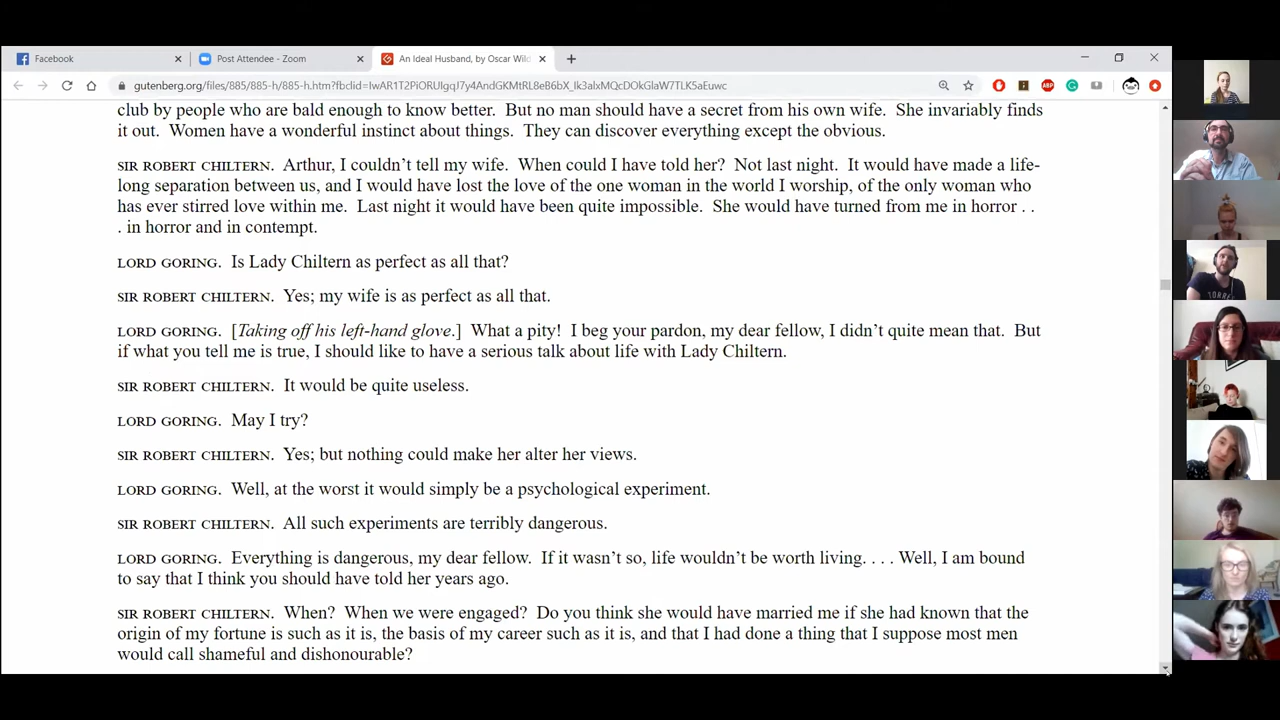 Facebook
Post Attendee - Zoom
An Ideal Husband, by Oscar Wild
gutenberg.org/files/885/885-h/885-h.htm?fbclid=IwAR1T2PiORUJgqJ7y4AndGKMtRL8eB6bX_Ik3alxMQcDOkGlaW7TLK5aEuwc
ABP
club by people who are bald enough to know better. But no man should have a secret from his own wife. She invariably finds
it out. Women have a wonderful instinct about things. They can discover everything except the obvious.
SIR ROBERT CHILTERN. Arthur, I couldn't tell my wife. When could I have told her? Not last night. It would have made a life-
long separation between us, and I would have lost the love of the one woman in the world I worship, of the only woman who
has ever stirred love within me. Last night it would have been quite impossible. She would have turned from me in horror . .
. in horror and in contempt.
LORD GORING. Is Lady Chiltern as perfect as all that?
SIR ROBERT CHILTERN. Yes; my wife is as perfect as all that.
LORD GORING. [Taking off his left-hand glove.] What a pity! I beg your pardon, my dear fellow, I didn't quite mean that. But
if what you tell me is true, I should like to have a serious talk about life with Lady Chiltern.
SIR ROBERT CHILTERN. It would be quite useless.
LORD GORING. May I try?
SIR ROBERT CHILTERN. Yes; but nothing could make her alter her views.
LORD GORING. Well, at the worst it would simply be a psychological experiment.
SIR ROBERT CHILTERN. All such experiments are terribly dangerous.
LORD GORING. Everything is dangerous, my dear fellow. If it wasn't so, life wouldn't be worth living. . . . Well, I am bound
to say that I think you should have told her years ago.
SIR ROBERT CHILTERN. When? When we were engaged? Do you think she would have married me if she had known that the
origin of my fortune is such as it is, the basis of my career such as it is, and that I had done a thing that I suppose most men
would call shameful and dishonourable?